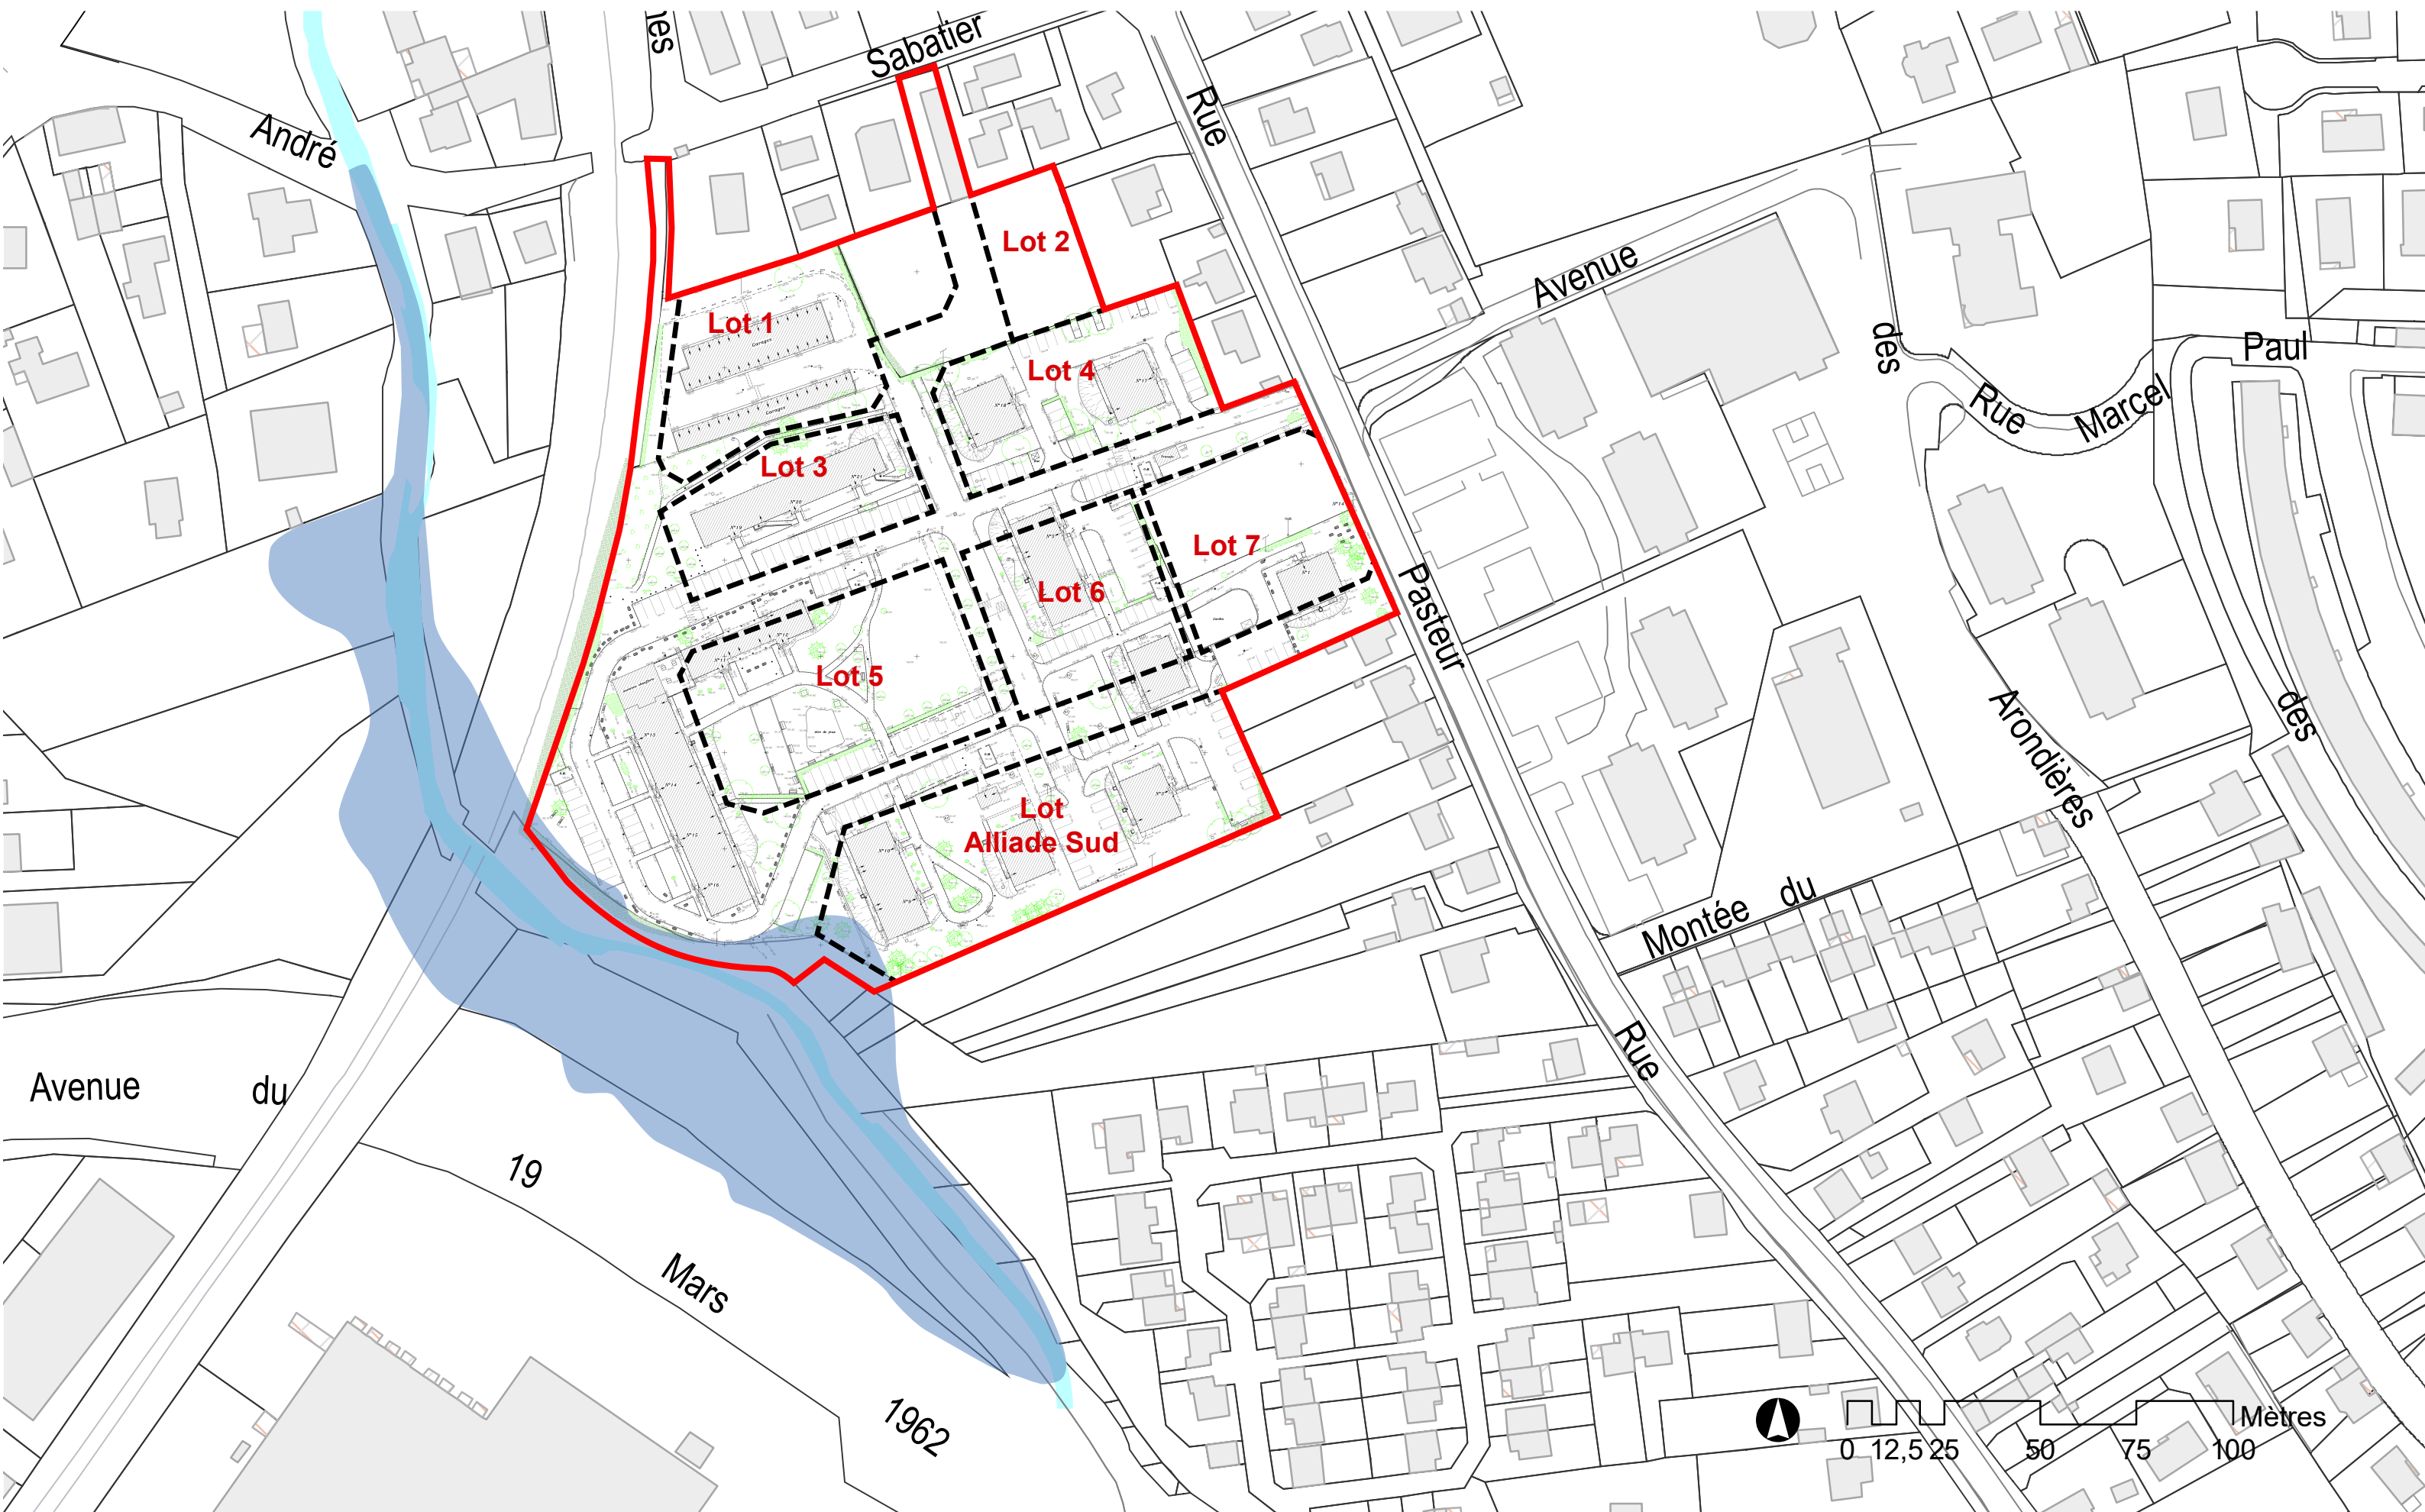 nes
Sabatier
Rue
André
Lot 2
Avenue
Lot 1
des
Paul
Lot 4
Rue
Marcel
Lot 3
Lot 7
Lot 6
Pasteur
Lot 5
des
Arondières
Lot
Alliade Sud
Montée du
Rue
Avenue du
19
Mars
1962
Mètres
0 12,5 25 50 75 100